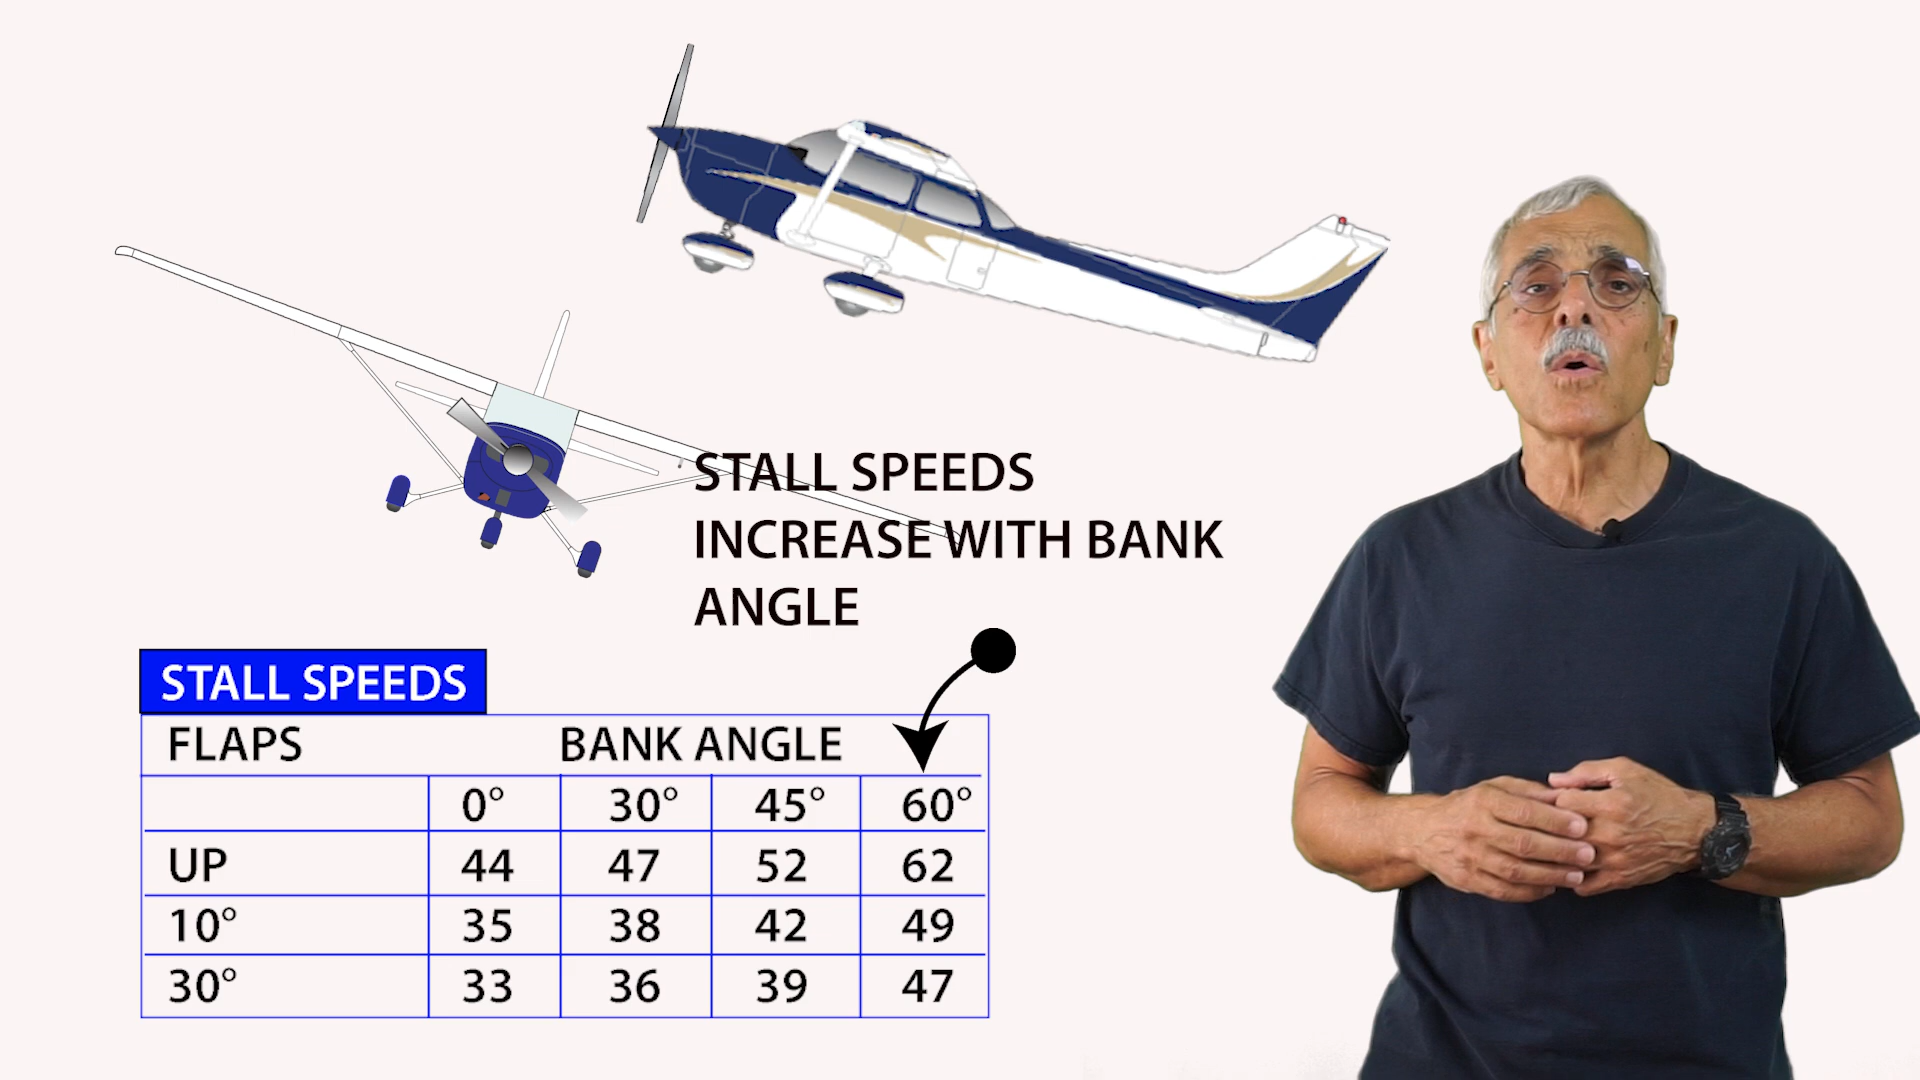 STALL SPEEDS
INCREASE WITH BANK
ANGLE
STALL SPEEDS
FLAPS BANK ANGLE
0° 30° 45° 60°
UP 44 47 52 62
10° 35 38 42 49
30° 33 36 39 47